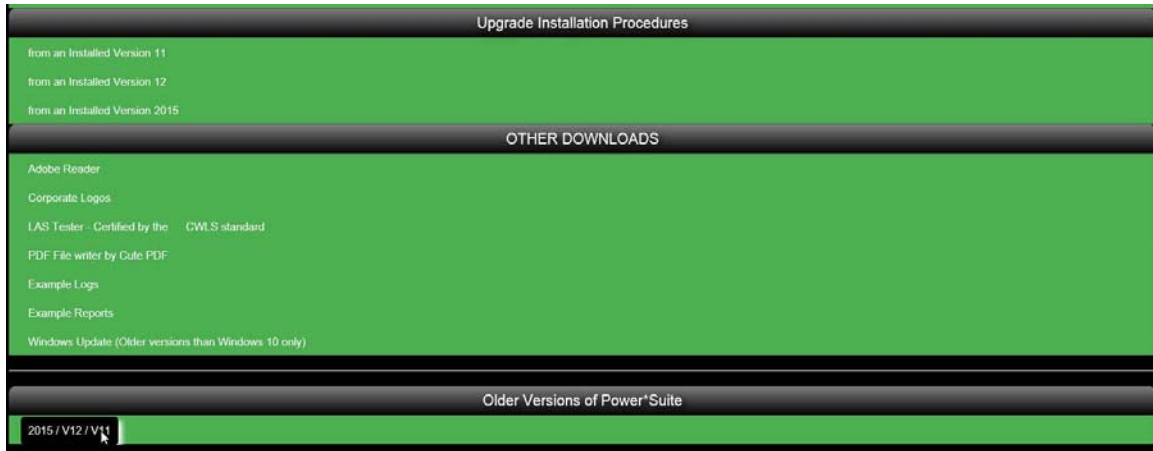 Upgrade Installation Procedures
from an Installed Version 11
from an Installed Version 12
from an Installed Version 2015
OTHER DOWNLOADS
Adobe Reader
Corporate Logos
LAS Tester - Certified by the CWLS standard
PDF File writer by Cute PDF
Example Logs
Example Reports
Windows Update (Older versions than Windows 10 only)
Older Versions of Power*Suite
2015 / V12 / V11